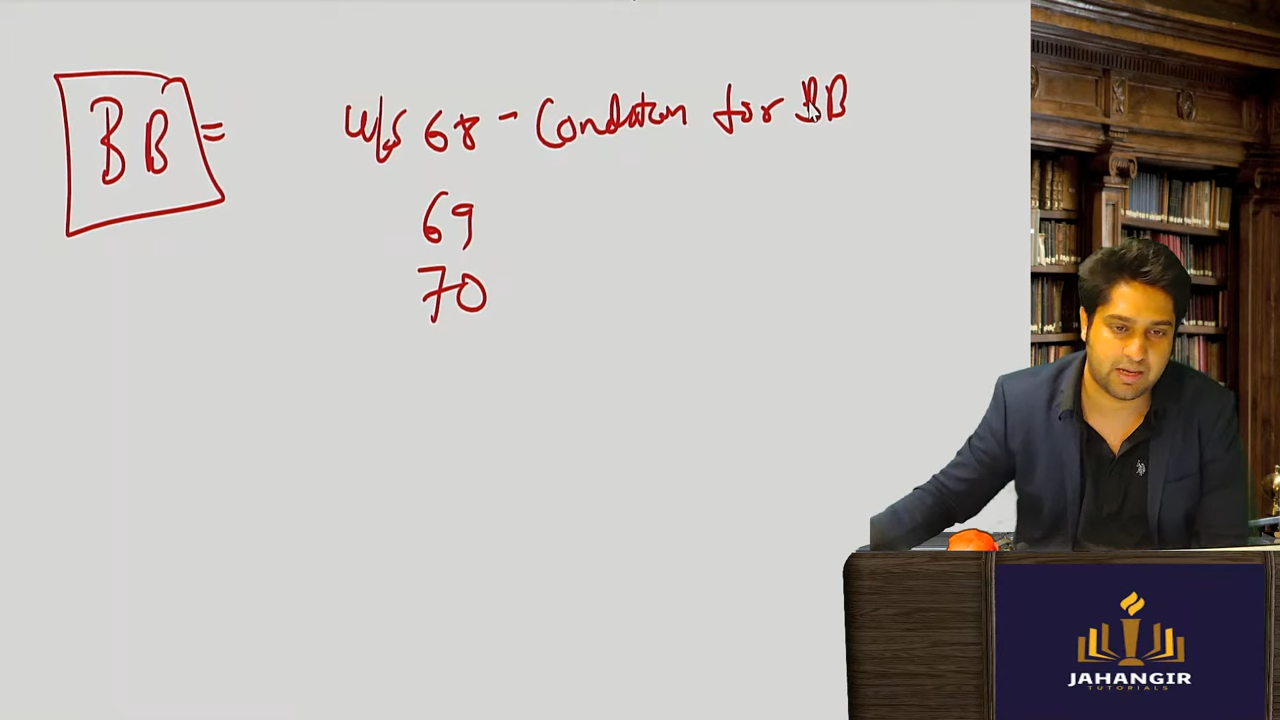 BB =
u/s 68 - Condition for BB
69
70
JAHANGIR
TUTORIALS